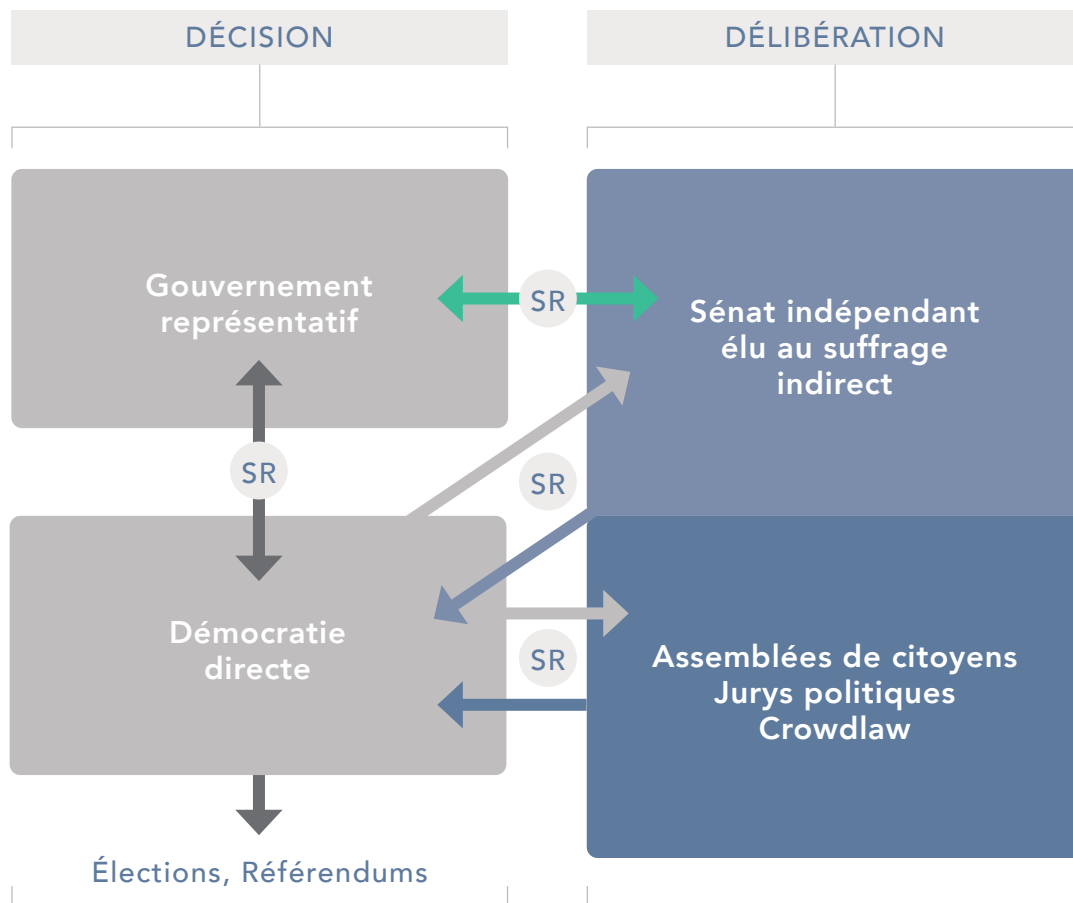 DÉCISION
DÉLIBÉRATION
Gouvernement
représentatif
SR
Sénat indépendant
élu au suffrage
indirect
SR
SR
Démocratie
directe
SR
Assemblées de citoyens
Jurys politiques
Crowdlaw
Élections, Référendums